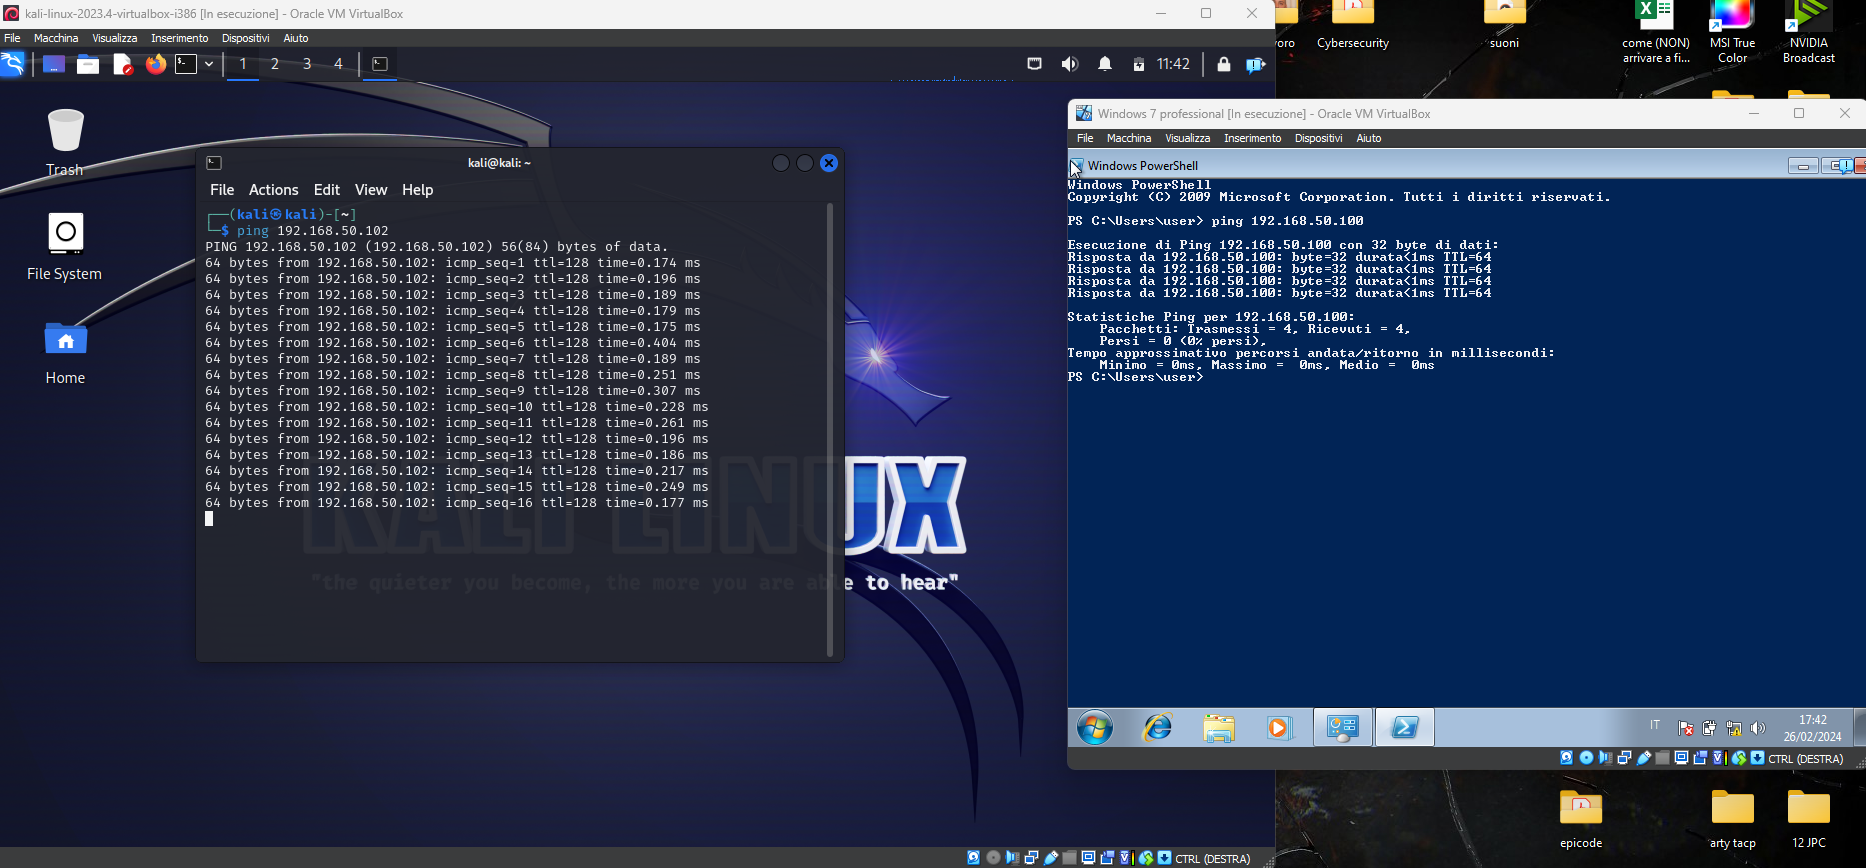 kali-linux-2023.4-virtualbox-i386 [In esecuzione] - Oracle VM VirtualBox
File Macchina Visualizza Inserimento Dispositivi Aiuto
1 2 3 4 11:42
Trash
File System
Home
kali@kali: ~
File Actions Edit View Help
┌──(kali㉿kali)-[~]
└─$ ping 192.168.50.102
PING 192.168.50.102 (192.168.50.102) 56(84) bytes of data.
64 bytes from 192.168.50.102: icmp_seq=1 ttl=128 time=0.174 ms
64 bytes from 192.168.50.102: icmp_seq=2 ttl=128 time=0.196 ms
64 bytes from 192.168.50.102: icmp_seq=3 ttl=128 time=0.189 ms
64 bytes from 192.168.50.102: icmp_seq=4 ttl=128 time=0.179 ms
64 bytes from 192.168.50.102: icmp_seq=5 ttl=128 time=0.175 ms
64 bytes from 192.168.50.102: icmp_seq=6 ttl=128 time=0.404 ms
64 bytes from 192.168.50.102: icmp_seq=7 ttl=128 time=0.189 ms
64 bytes from 192.168.50.102: icmp_seq=8 ttl=128 time=0.251 ms
64 bytes from 192.168.50.102: icmp_seq=9 ttl=128 time=0.307 ms
64 bytes from 192.168.50.102: icmp_seq=10 ttl=128 time=0.228 ms
64 bytes from 192.168.50.102: icmp_seq=11 ttl=128 time=0.261 ms
64 bytes from 192.168.50.102: icmp_seq=12 ttl=128 time=0.196 ms
64 bytes from 192.168.50.102: icmp_seq=13 ttl=128 time=0.186 ms
64 bytes from 192.168.50.102: icmp_seq=14 ttl=128 time=0.217 ms
64 bytes from 192.168.50.102: icmp_seq=15 ttl=128 time=0.249 ms
64 bytes from 192.168.50.102: icmp_seq=16 ttl=128 time=0.177 ms
KALI LINUX
"the quieter you become, the more you are able to hear"
CTRL (DESTRA)
voro
Cybersecurity
suoni
come (NON)
arrivare a fi...
MSI True
Color
NVIDIA
Broadcast
Windows 7 professional [In esecuzione] - Oracle VM VirtualBox
File Macchina Visualizza Inserimento Dispositivi Aiuto
Windows PowerShell
Windows PowerShell
Copyright (C) 2009 Microsoft Corporation. Tutti i diritti riservati.
PS C:\Users\user> ping 192.168.50.100
Esecuzione di Ping 192.168.50.100 con 32 byte di dati:
Risposta da 192.168.50.100: byte=32 durata<1ms TTL=64
Risposta da 192.168.50.100: byte=32 durata<1ms TTL=64
Risposta da 192.168.50.100: byte=32 durata<1ms TTL=64
Risposta da 192.168.50.100: byte=32 durata<1ms TTL=64
Statistiche Ping per 192.168.50.100:
Pacchetti: Trasmessi = 4, Ricevuti = 4,
Persi = 0 (0% persi),
Tempo approssimativo percorsi andata/ritorno in millisecondi:
Minimo = 0ms, Massimo =  0ms, Medio =  0ms
PS C:\Users\user>
IT
17:42
26/02/2024
CTRL (DESTRA)
epicode
arty tacp
12 JPC